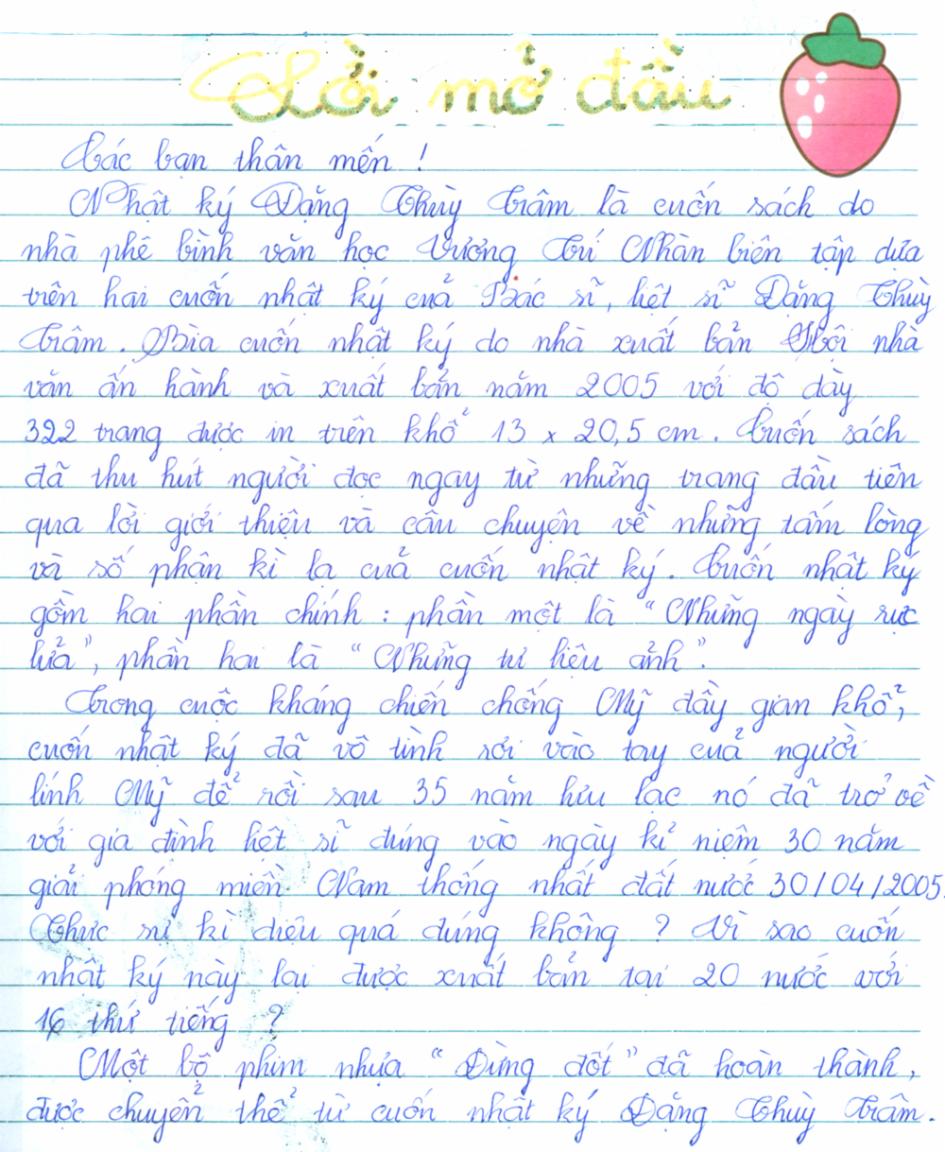 Lời mở đầu
Các bạn thân mến !
Nhật ký Đặng Thùy Trâm là cuốn sách do
nhà phê bình văn học Vương Trí Nhàn biên tập dựa
trên hai cuốn nhật ký của Bác sĩ, liệt sĩ Đặng Thùy
Trâm. Bìa cuốn nhật ký do nhà xuất bản Hội nhà
văn ấn hành và xuất bản năm 2005 với độ dày
322 trang được in trên khổ 13 x 20,5 cm. Cuốn sách
đã thu hút người đọc ngay từ những trang đầu tiên
qua lời giới thiệu và câu chuyện về những tấm lòng
và số phận kì lạ của cuốn nhật ký. Cuốn nhật ký
gồm hai phần chính : phần một là "Những ngày rực
lửa", phần hai là "Những tư liệu ảnh".
Trong cuộc kháng chiến chống Mỹ đầy gian khổ,
cuốn nhật ký đã vô tình rơi vào tay của người
lính Mỹ để rồi sau 35 năm lưu lạc nó đã trở về
với gia đình liệt sĩ đúng vào ngày kỉ niệm 30 năm
giải phóng miền Nam thống nhất đất nước 30/04/2005.
Thực sự kì diệu quá đúng không ? Vì sao cuốn
nhật ký này lại được xuất bản tại 20 nước với
16 thứ tiếng ?
Một bộ phim nhựa "Đừng đốt" đã hoàn thành,
được chuyển thể từ cuốn nhật ký Đặng Thùy Trâm.